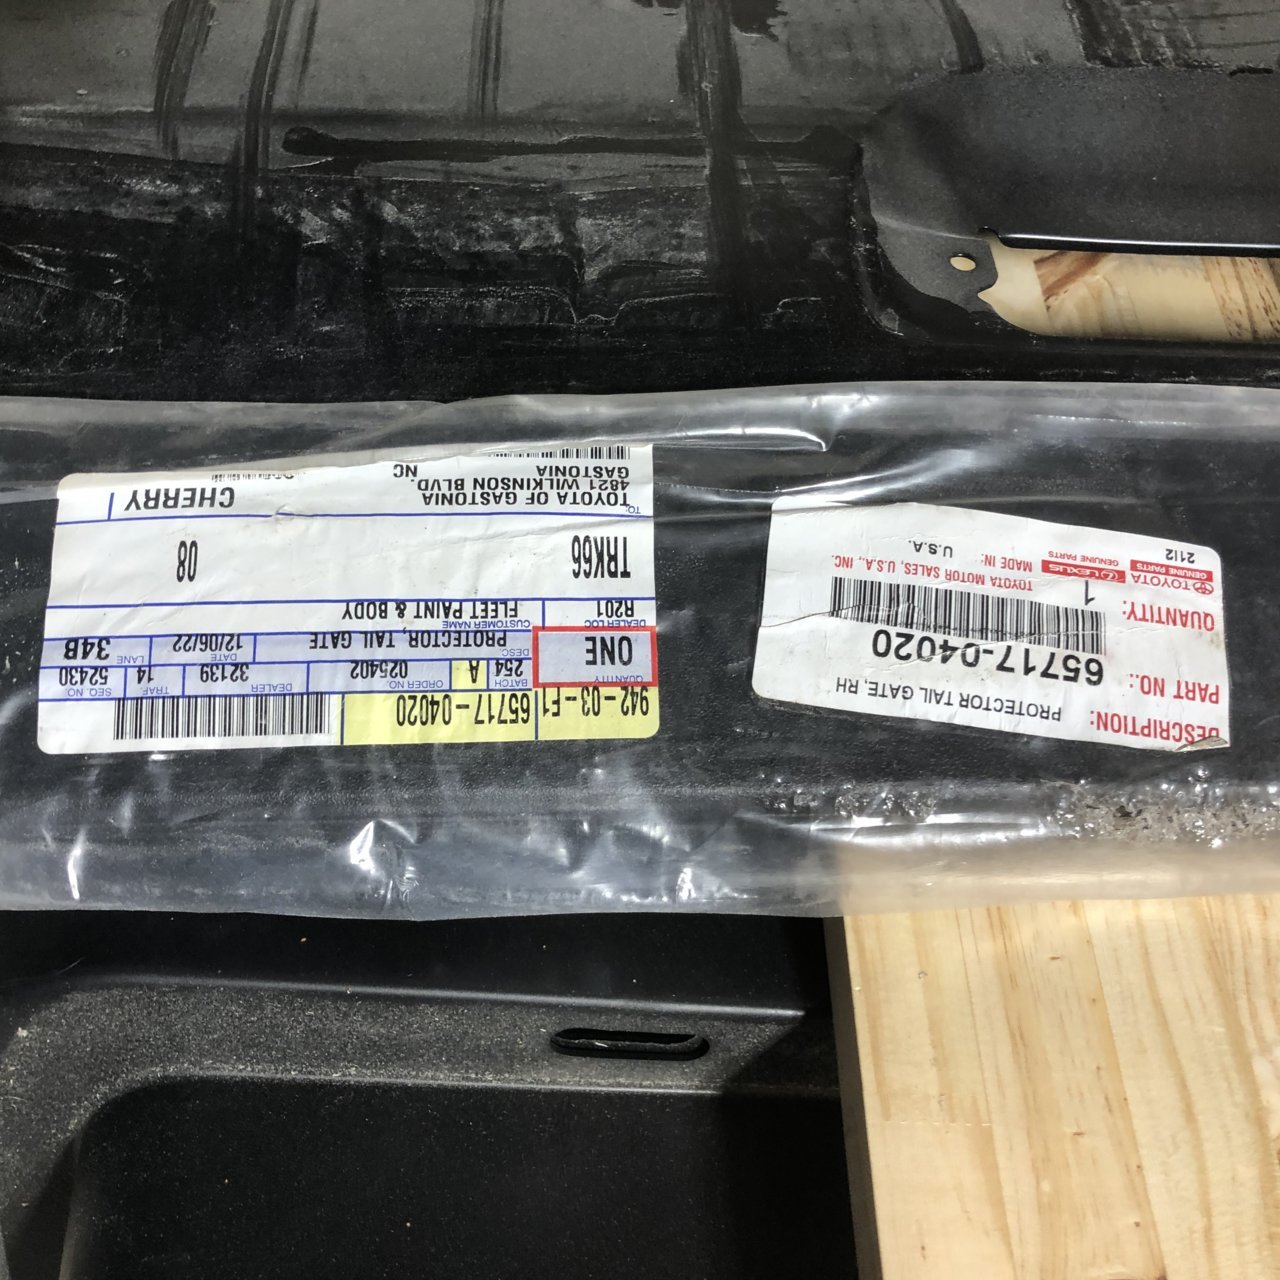 942-03-F1 65717-04020
QUANTITY
ONE
BATCH
254 A
ORDER NO
025402
DEALER
32139
TRAF.
14
SEQ. NO.
52430
DESC.
PROTECTOR, TAIL GATE
DATE
12/06/22
LANE
34B
DEALER LOC
R201
CUSTOMER NAME
FLEET PAINT & BODY
TRK66 08
TO:
TOYOTA OF GASTONIA CHERRY
4821 WILKINSON BLVD.
GASTONIA NC
DESCRIPTION: PROTECTOR TAIL GATE, RH
PART NO.: 65717-04020
QUANTITY: 1
TOYOTA
GENUINE PARTS
LEXUS
GENUINE PARTS
TOYOTA MOTOR SALES, U.S.A., INC.
MADE IN: U.S.A.
2112